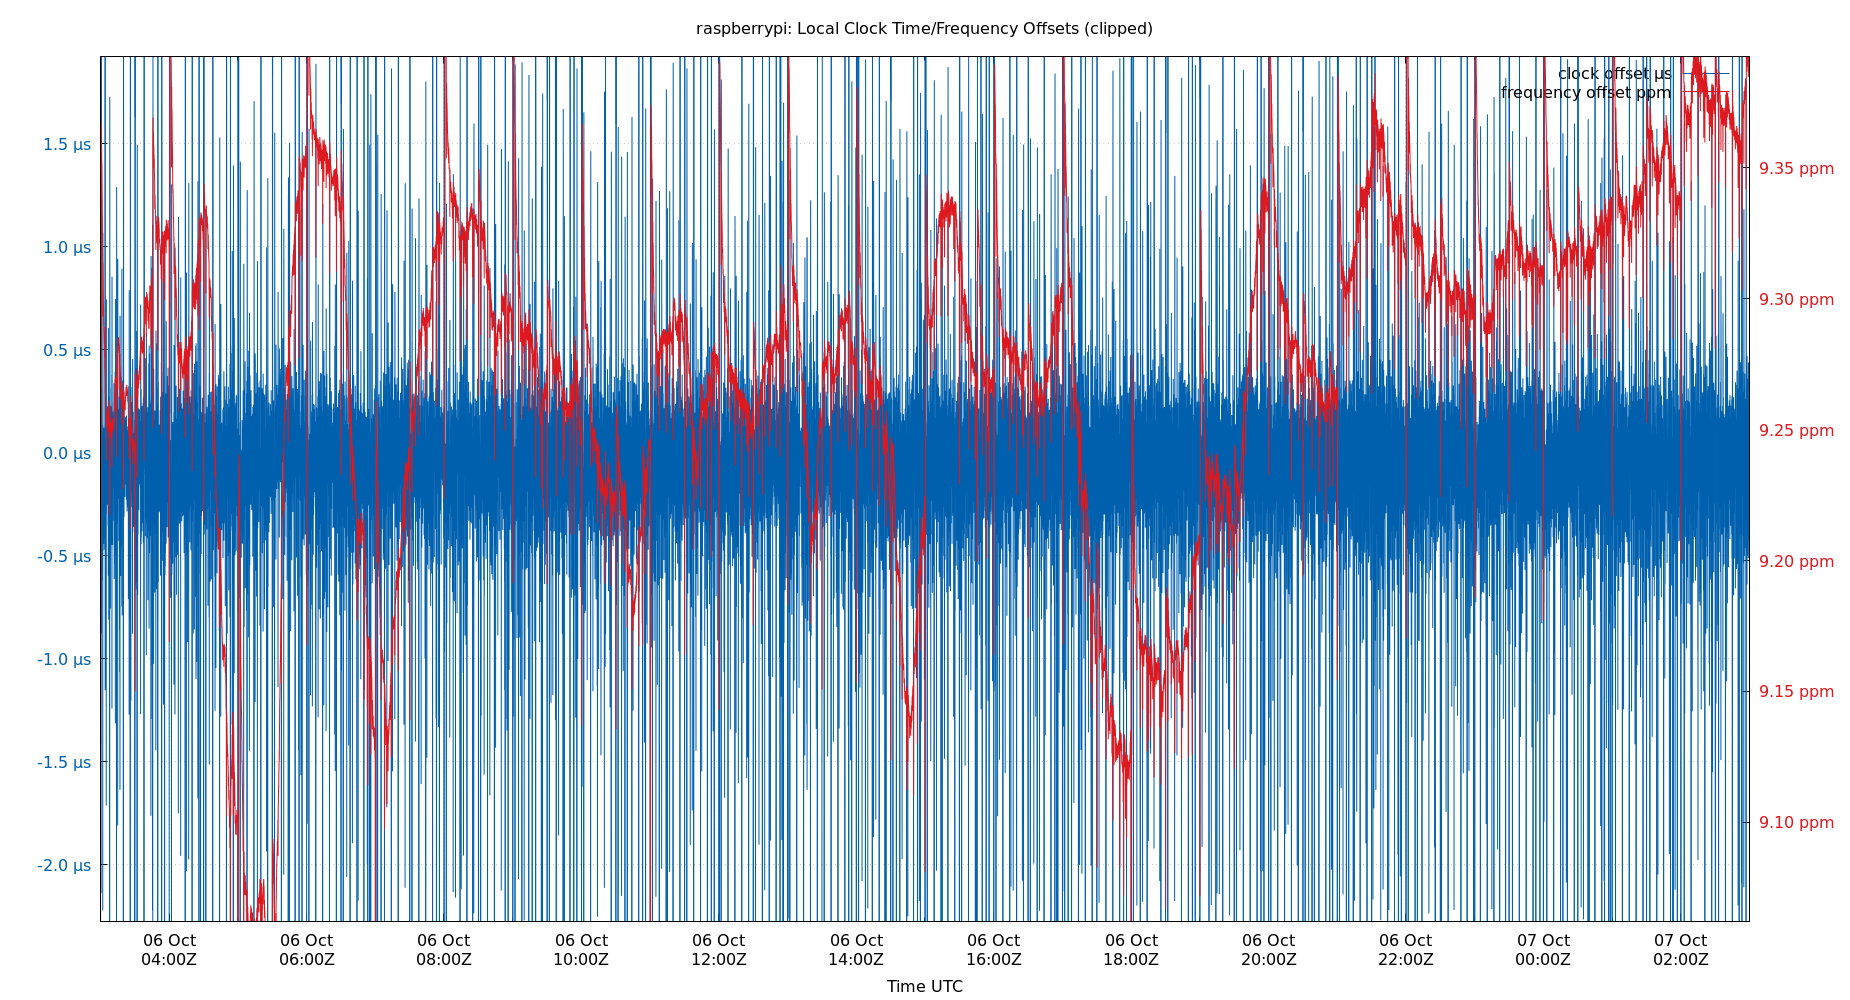 raspberrypi: Local Clock Time/Frequency Offsets (clipped)
clock offset µs
frequency offset ppm
1.5 µs
1.0 µs
0.5 µs
0.0 µs
-0.5 µs
-1.0 µs
-1.5 µs
-2.0 µs
9.35 ppm
9.30 ppm
9.25 ppm
9.20 ppm
9.15 ppm
9.10 ppm
06 Oct 06 Oct 06 Oct 06 Oct 06 Oct 06 Oct 06 Oct 06 Oct 06 Oct 06 Oct 07 Oct 07 Oct
04:00Z 06:00Z 08:00Z 10:00Z 12:00Z 14:00Z 16:00Z 18:00Z 20:00Z 22:00Z 00:00Z 02:00Z
Time UTC